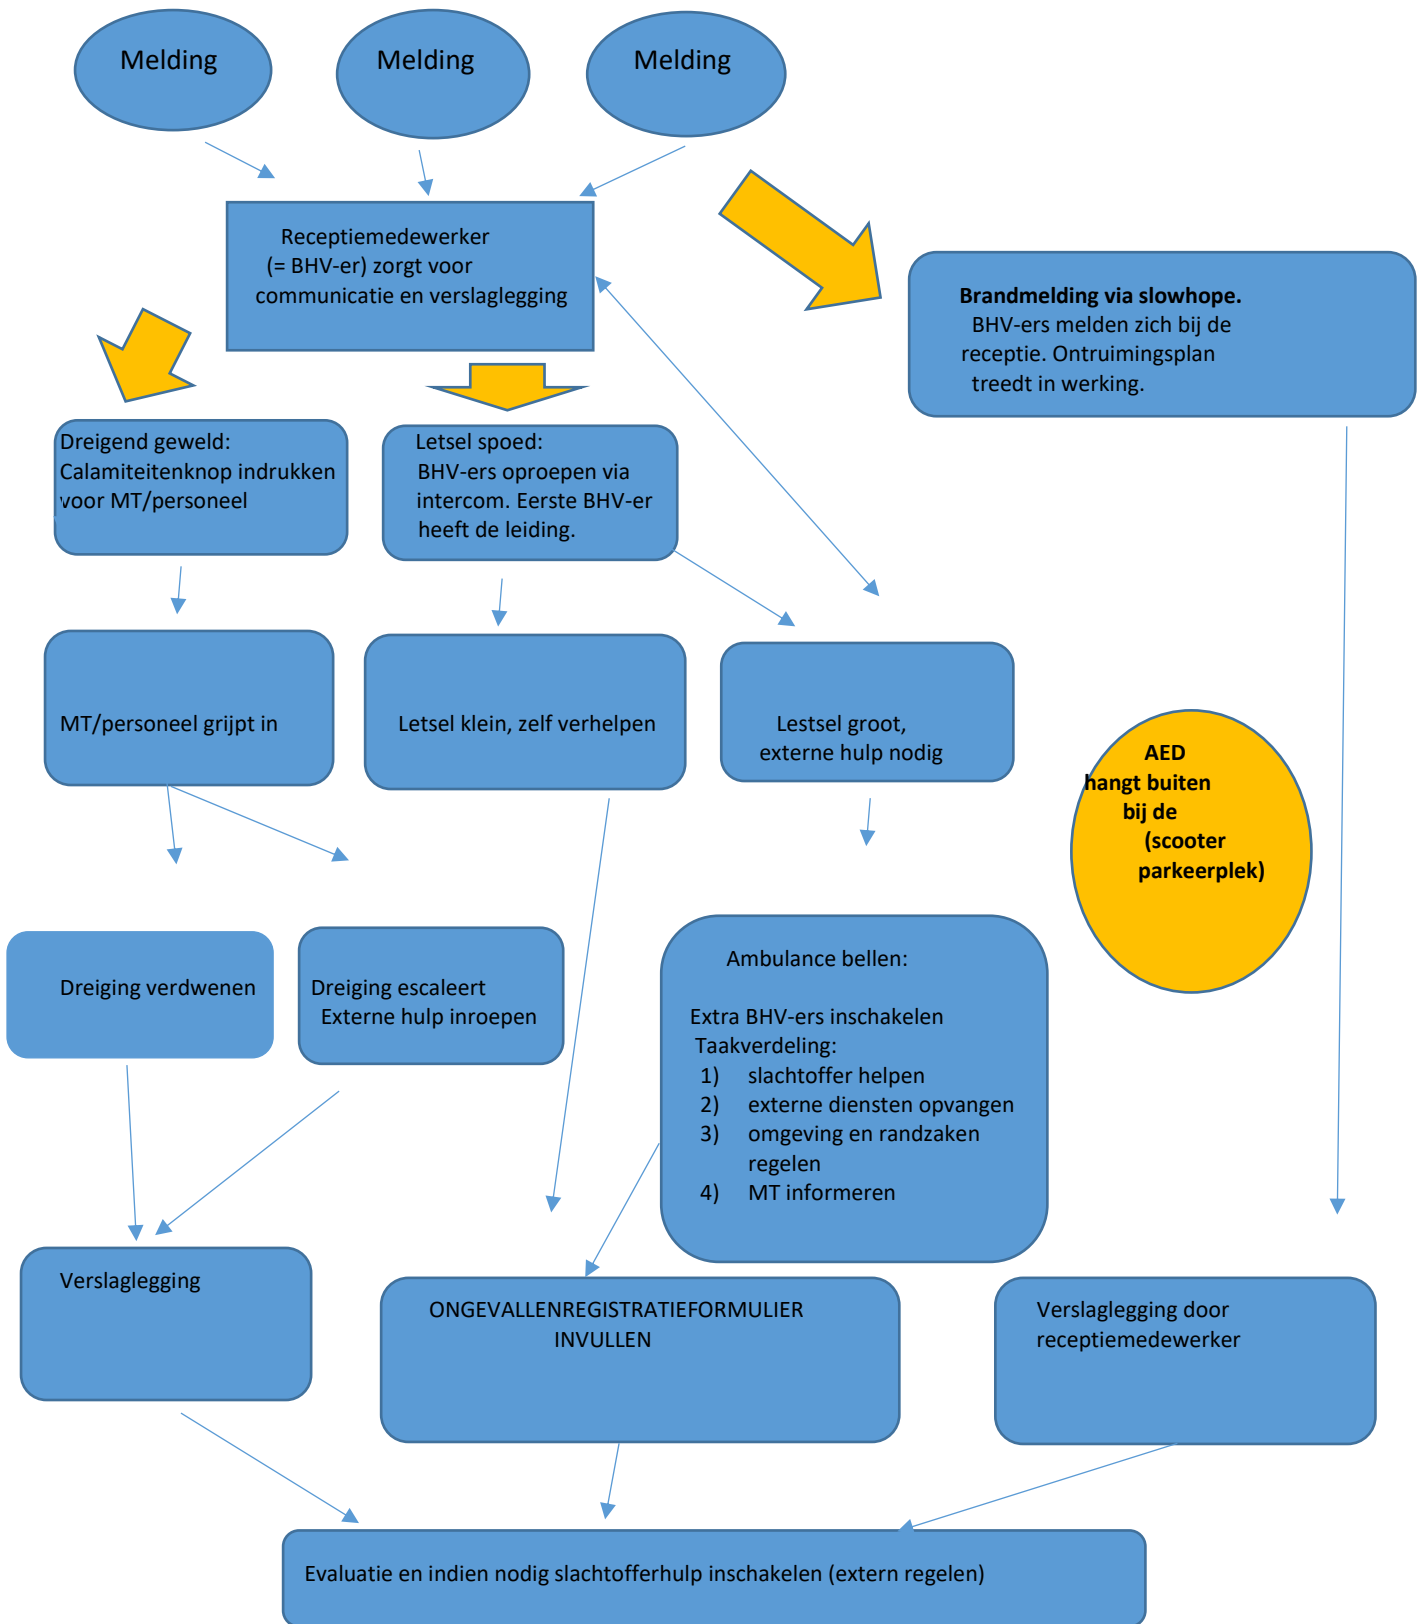 Melding
Melding
Melding
Receptiemedewerker
(= BHV-er) zorgt voor
communicatie en verslaglegging
Brandmelding via slowhope.
BHV-ers melden zich bij de
receptie. Ontruimingsplan
treedt in werking.
Dreigend geweld:
Calamiteitenknop indrukken
voor MT/personeel
Letsel spoed:
BHV-ers oproepen via
intercom. Eerste BHV-er
heeft de leiding.
MT/personeel grijpt in
Letsel klein, zelf verhelpen
Lestsel groot,
externe hulp nodig
AED
hangt buiten
bij de
(scooter
parkeerplek)
Dreiging verdwenen
Dreiging escaleert
Externe hulp inroepen
Ambulance bellen:
Extra BHV-ers inschakelen
Taakverdeling:
1) slachtoffer helpen
2) externe diensten opvangen
3) omgeving en randzaken
regelen
4) MT informeren
Verslaglegging
ONGEVALLENREGISTRATIEFORMULIER
INVULLEN
Verslaglegging door
receptiemedewerker
Evaluatie en indien nodig slachtofferhulp inschakelen (extern regelen)